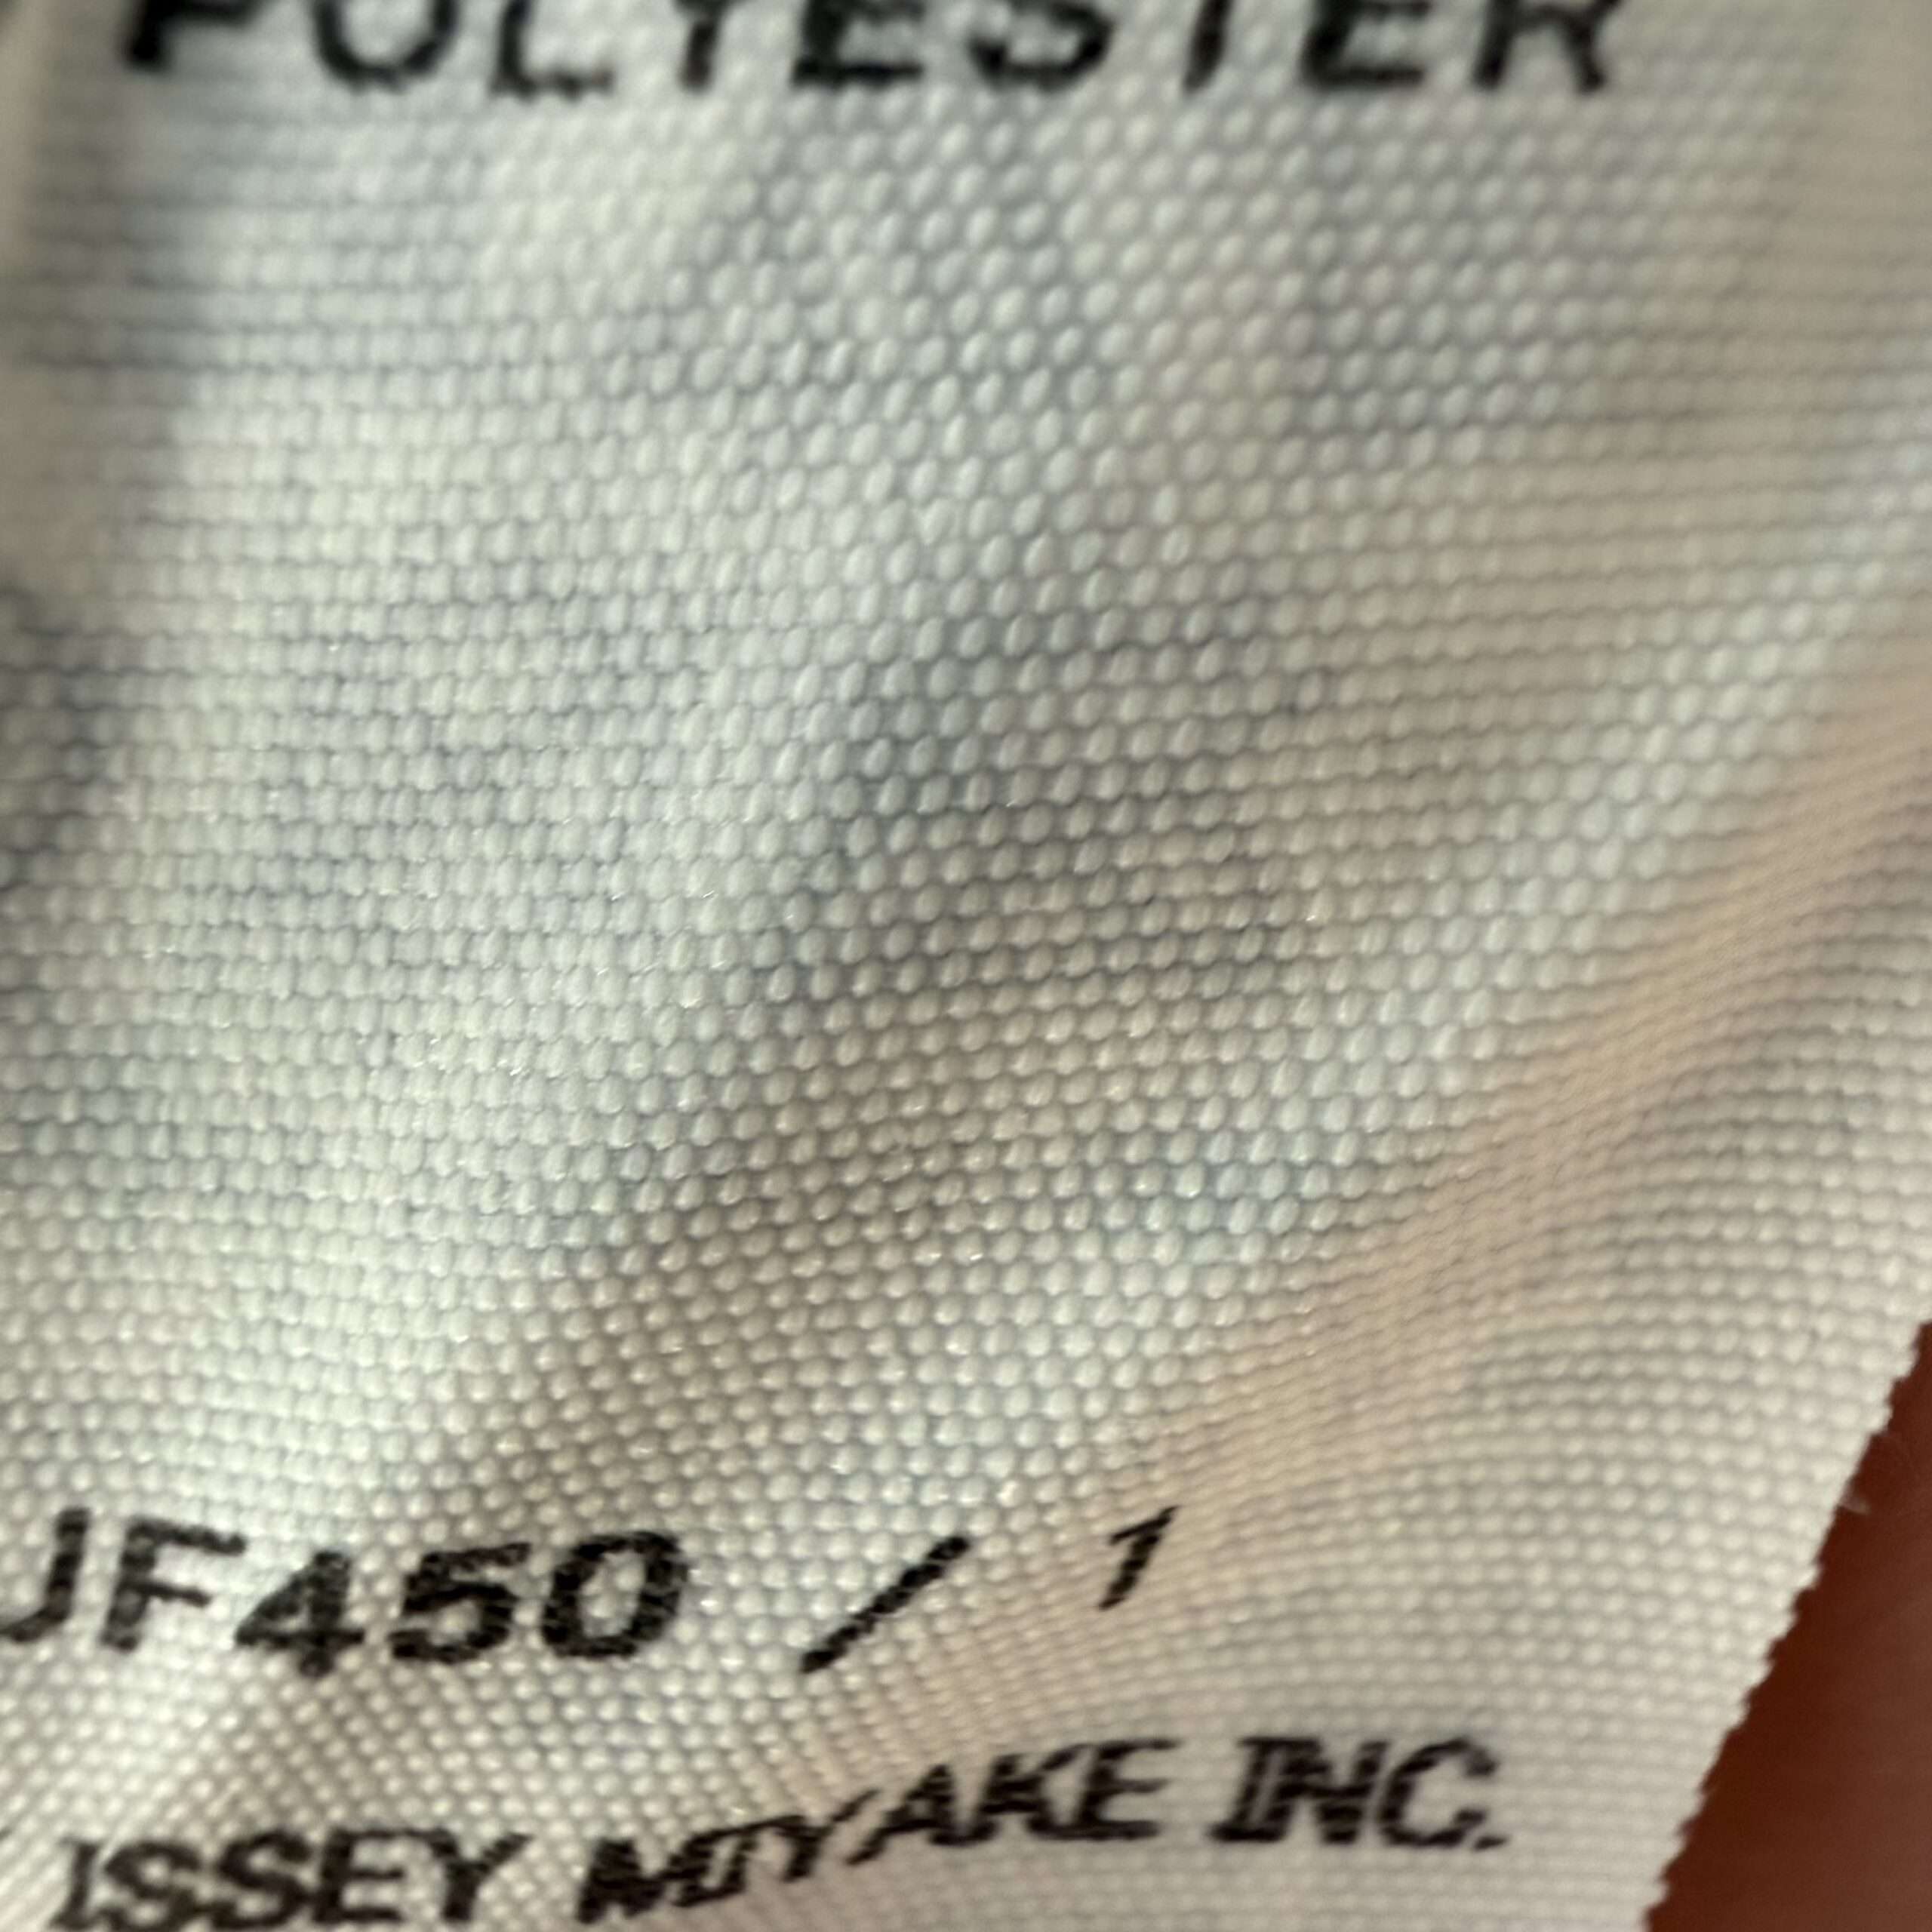 POLYESTER
JF450 / 1
ISSEY MIYAKE INC.